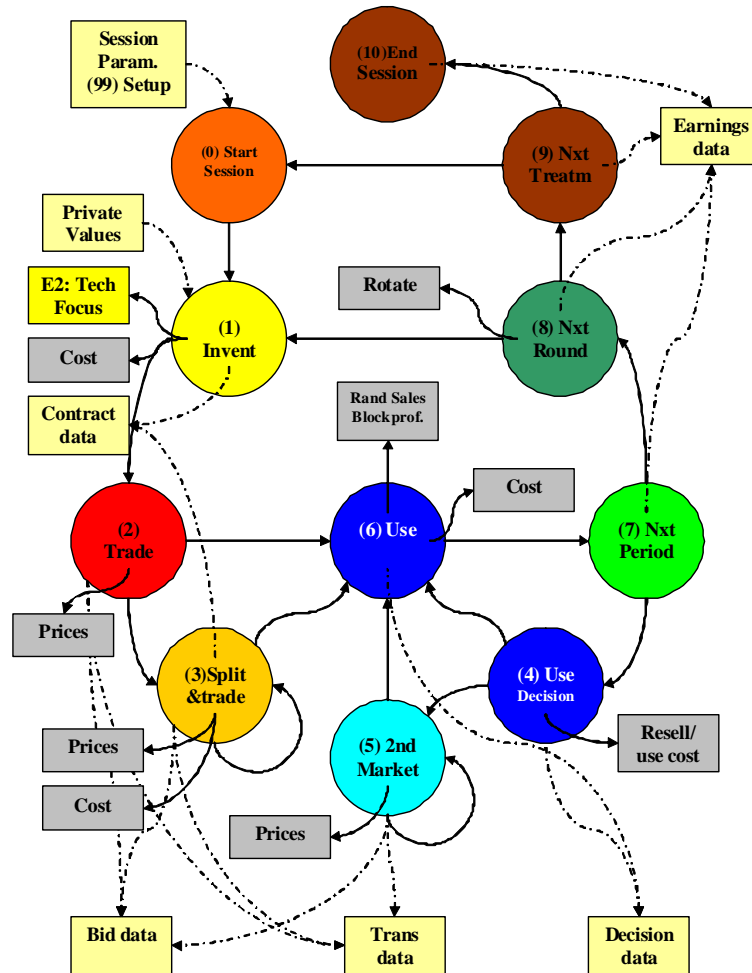 Session
Param.
(99) Setup
(10)End
Session
Earnings
data
(0) Start
Session
(9) Nxt
Treatm
Private
Values
E2: Tech
Focus
Cost
(1)
Invent
Rotate
(8) Nxt
Round
Contract
data
Rand Sales
Blockprof.
Cost
(2)
Trade
(6) Use
(7) Nxt
Period
Prices
(3)Split
&trade
(4) Use
Decision
Prices
Cost
(5) 2nd
Market
Resell/
use cost
Prices
Bid data
Trans
data
Decision
data